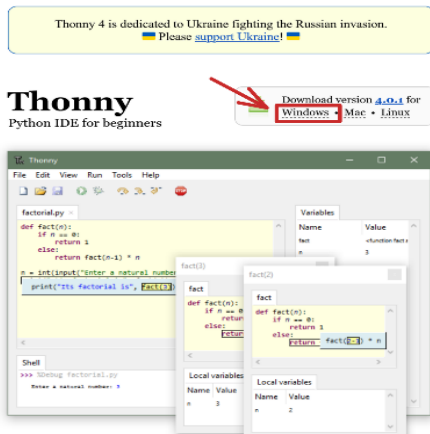 Thonny 4 is dedicated to Ukraine fighting the Russian invasion.
Please support Ukraine!
Thonny
Python IDE for beginners
Download version 4.0.1 for
Windows • Mac • Linux
Thonny
File Edit View Run Tools Help
factorial.py ×
def fact(n):
if n == 0:
return 1
else:
return fact(n-1) * n
n = int(input("Enter a natural number
print("Its factorial is", fact(3))
Shell
>>> %Debug factorial.py
Enter a natural number: 3
Variables
Name Value
fact <function fact a
n 3
fact(3)
fact
def fact(n):
if n == 0:
retur
else:
retur
Local variables
Name Value
n 3
fact(2)
fact
def fact(n):
if n == 0:
return 1
else:
return fact(2-1) * n
Local variables
Name Value
n 2